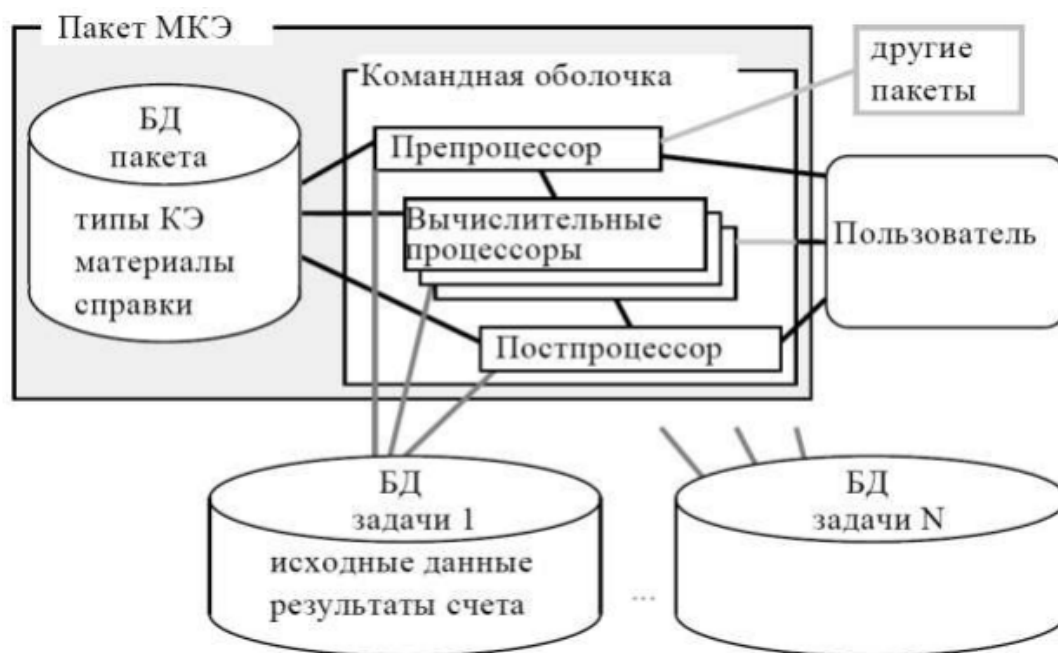 Пакет МКЭ
другие
пакеты
Командная оболочка
БД
пакета
Препроцессор
типы КЭ
материалы
справки
Вычислительные
процессоры
Пользователь
Постпроцессор
БД
задачи 1
исходные данные
результаты счета
...
БД
задачи N